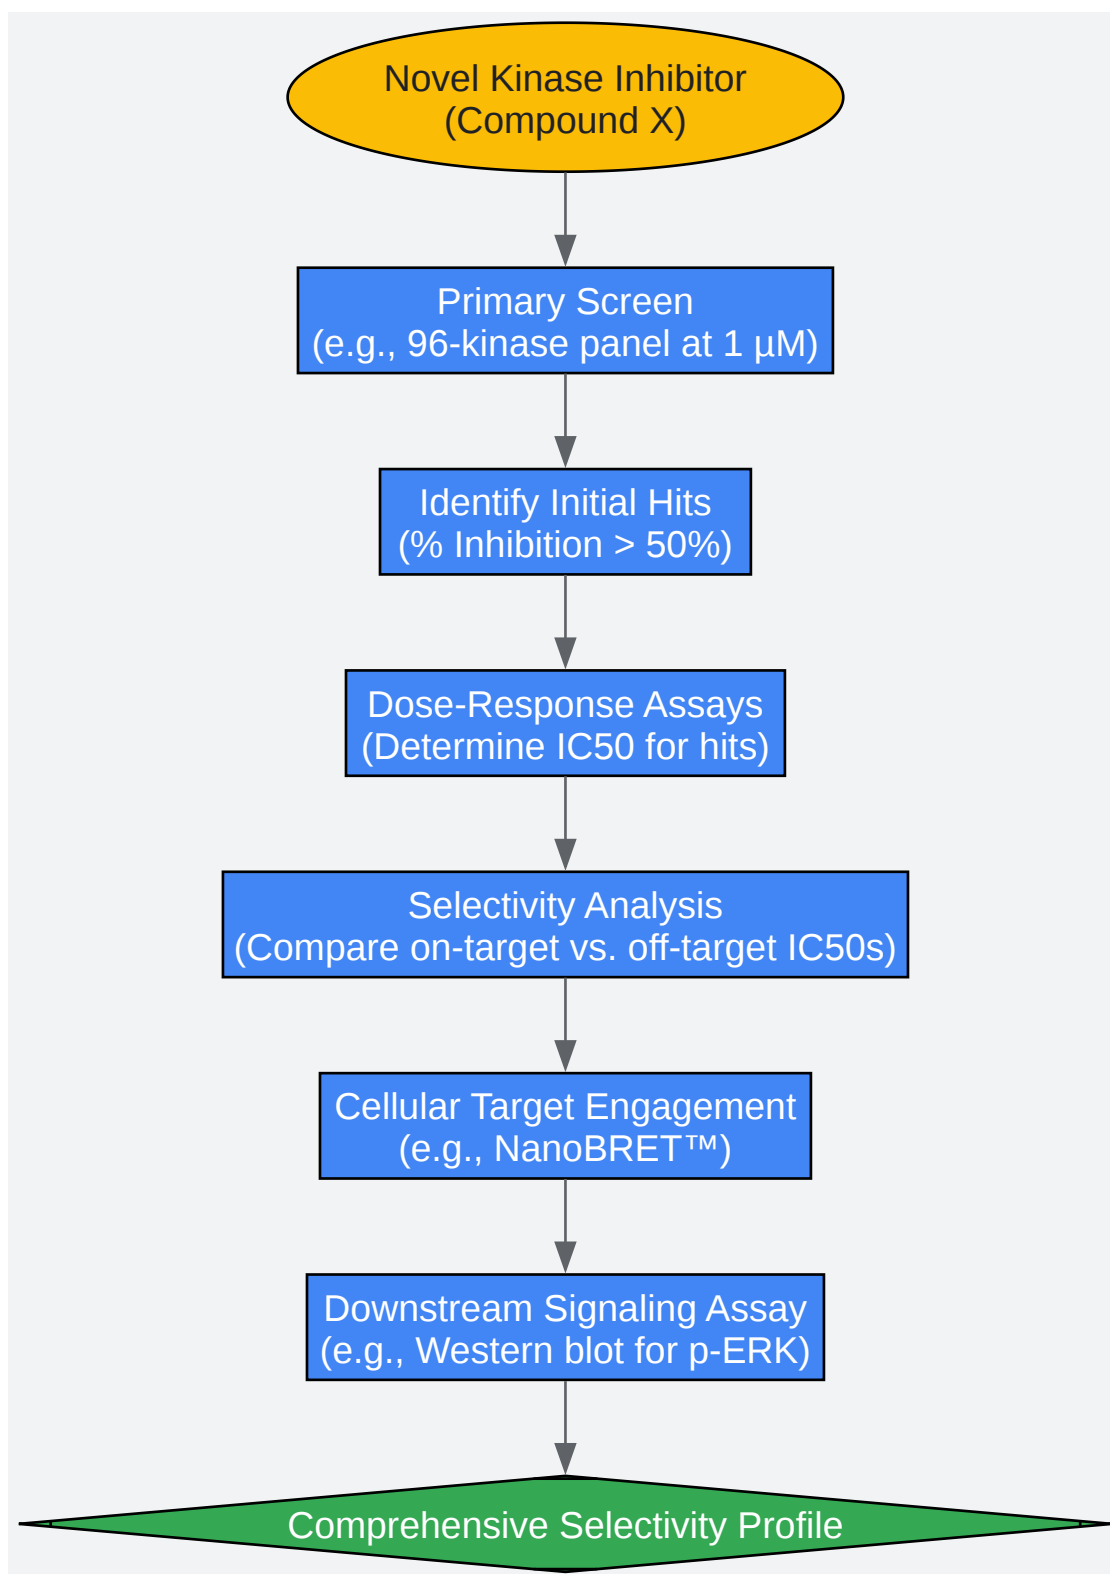 Novel Kinase Inhibitor
(Compound X)
Primary Screen
(e.g., 96-kinase panel at 1 µM)
Identify Initial Hits
(% Inhibition > 50%)
Dose-Response Assays
(Determine IC50 for hits)
Selectivity Analysis
(Compare on-target vs. off-target IC50s)
Cellular Target Engagement
(e.g., NanoBRET™)
Downstream Signaling Assay
(e.g., Western blot for p-ERK)
Comprehensive Selectivity Profile